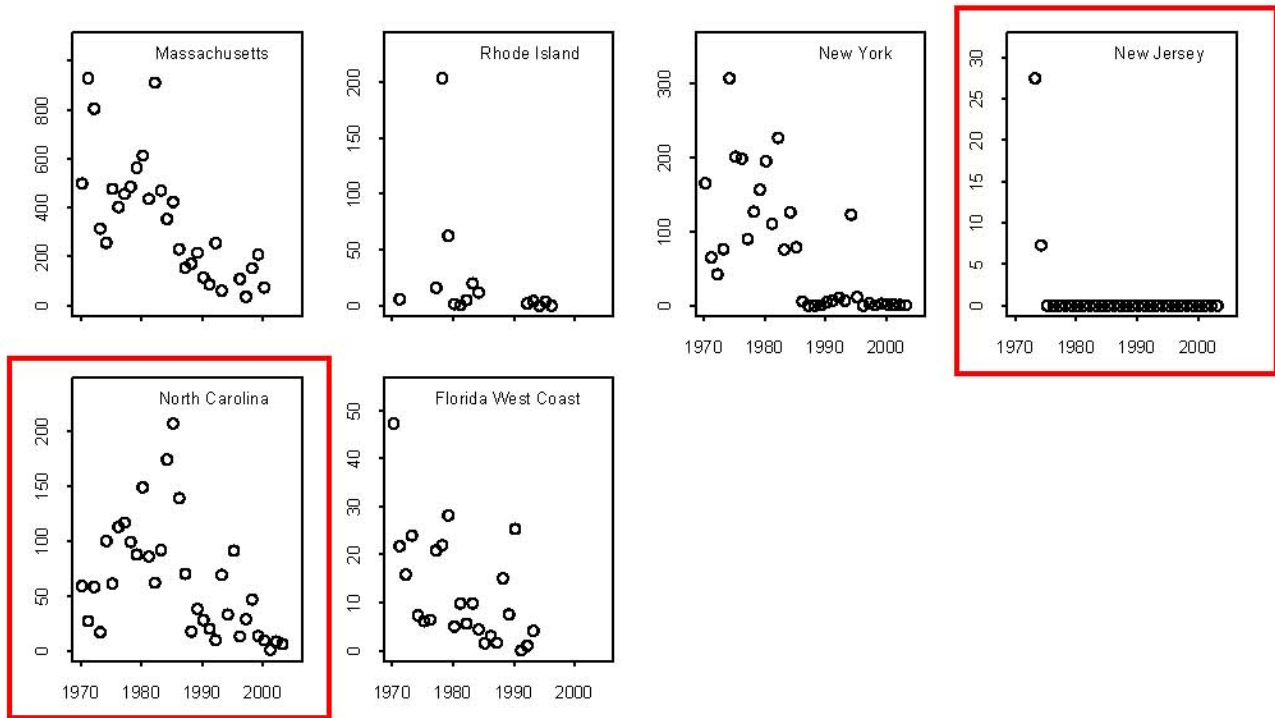 Massachusetts
0 200 400 600 800
Rhode Island
0 50 100 150 200
New York
0 100 200 300
1970 1980 1990 2000
New Jersey
0 5 10 15 20 25 30
1970 1980 1990 2000
North Carolina
0 50 100 150 200
1970 1980 1990 2000
Florida West Coast
0 10 20 30 40 50
1970 1980 1990 2000